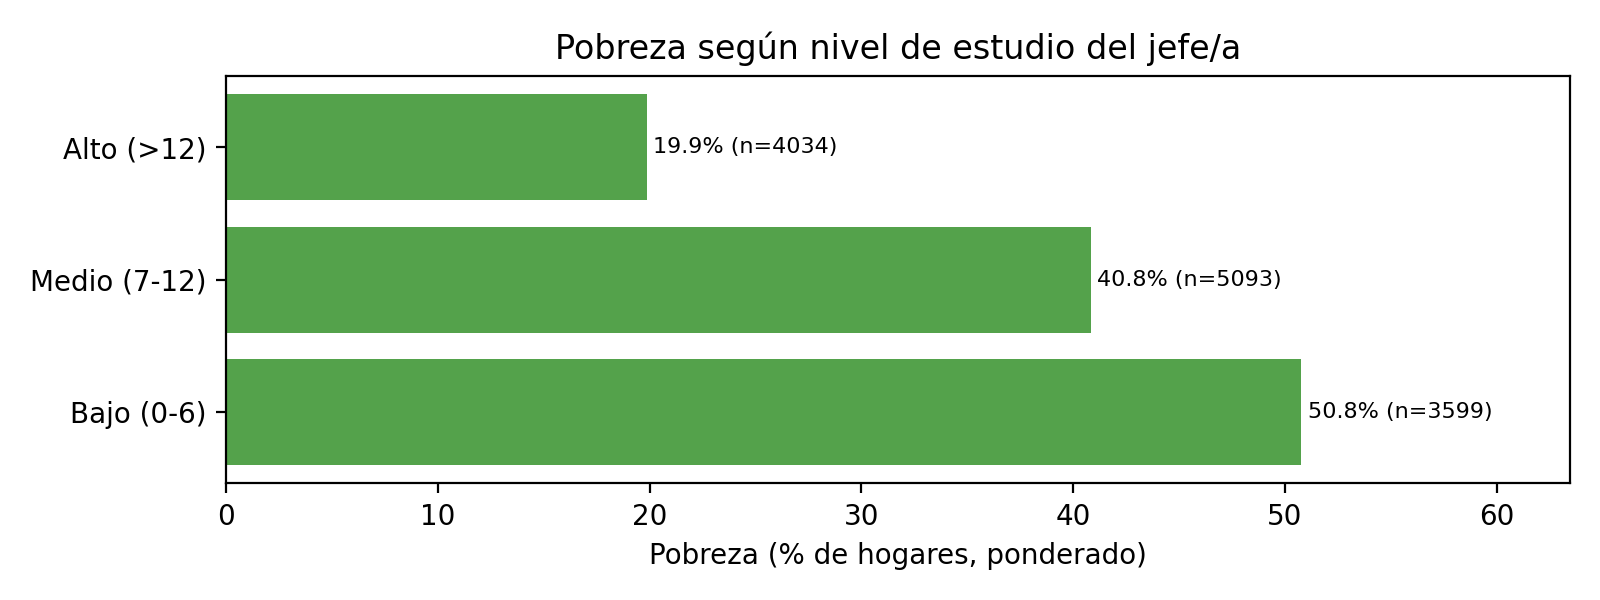 Pobreza según nivel de estudio del jefe/a
Alto (>12)
19.9% (n=4034)
Medio (7-12)
40.8% (n=5093)
Bajo (0-6)
50.8% (n=3599)
0 10 20 30 40 50 60
Pobreza (% de hogares, ponderado)